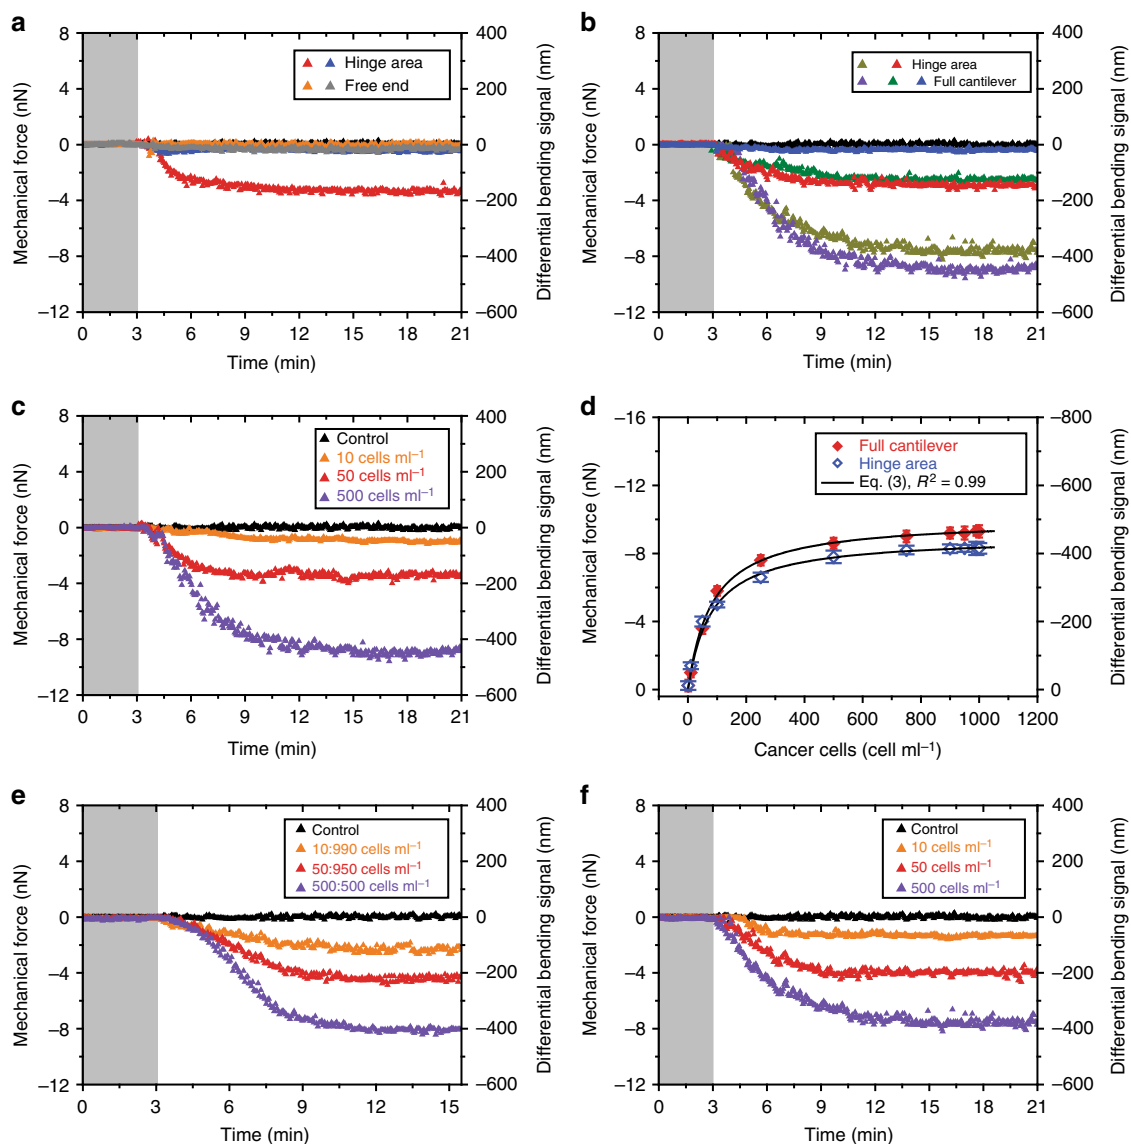 a
8
4
0
−4
−8
−12
Mechanical force (nN)
400
200
0
−200
−400
−600
Differential bending signal (nm)
Hinge area
Free end
0 3 6 9 12 15 18 21
Time (min)
b
8
4
0
−4
−8
−12
Mechanical force (nN)
400
200
0
−200
−400
−600
Differential bending signal (nm)
Hinge area
Full cantilever
0 3 6 9 12 15 18 21
Time (min)
c
8
4
0
−4
−8
−12
Mechanical force (nN)
400
200
0
−200
−400
−600
Differential bending signal (nm)
Control
10 cells ml⁻¹
50 cells ml⁻¹
500 cells ml⁻¹
0 3 6 9 12 15 18 21
Time (min)
d
−16
−12
−8
−4
0
Mechanical force (nN)
−800
−600
−400
−200
0
Differential bending signal (nm)
Full cantilever
Hinge area
Eq. (3), R² = 0.99
0 200 400 600 800 1000 1200
Cancer cells (cell ml⁻¹)
e
8
4
0
−4
−8
−12
Mechanical force (nN)
400
200
0
−200
−400
−600
Differential bending signal (nm)
Control
10:990 cells ml⁻¹
50:950 cells ml⁻¹
500:500 cells ml⁻¹
0 3 6 9 12 15
Time (min)
f
8
4
0
−4
−8
−12
Mechanical force (nN)
400
200
0
−200
−400
−600
Differential bending signal (nm)
Control
10 cells ml⁻¹
50 cells ml⁻¹
500 cells ml⁻¹
0 3 6 9 12 15 18 21
Time (min)